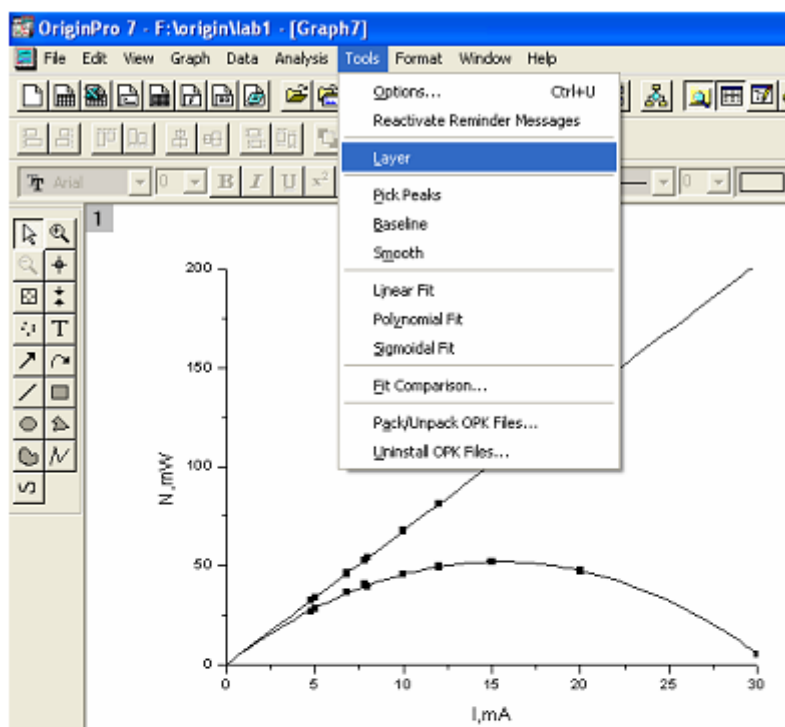 OriginPro 7 - F:\origin\lab1 - [Graph7]
File Edit View Graph Data Analysis Tools Format Window Help
Options... Ctrl+U
Reactivate Reminder Messages
Layer
Arial 0 B I U x² 0
Pick Peaks
Baseline
Smooth
Linear Fit
Polynomial Fit
Sigmoidal Fit
Fit Comparison...
Pack/Unpack OPK Files...
Uninstall OPK Files...
T
1
200
150
100
50
0
N,mW
0 5 10 15 20 25 30
I,mA